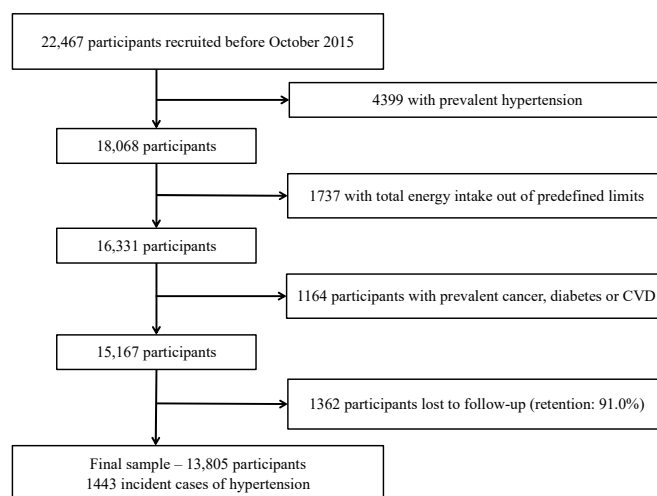 22,467 participants recruited before October 2015
4399 with prevalent hypertension
18,068 participants
1737 with total energy intake out of predefined limits
16,331 participants
1164 participants with prevalent cancer, diabetes or CVD
15,167 participants
1362 participants lost to follow-up (retention: 91.0%)
Final sample – 13,805 participants
1443 incident cases of hypertension